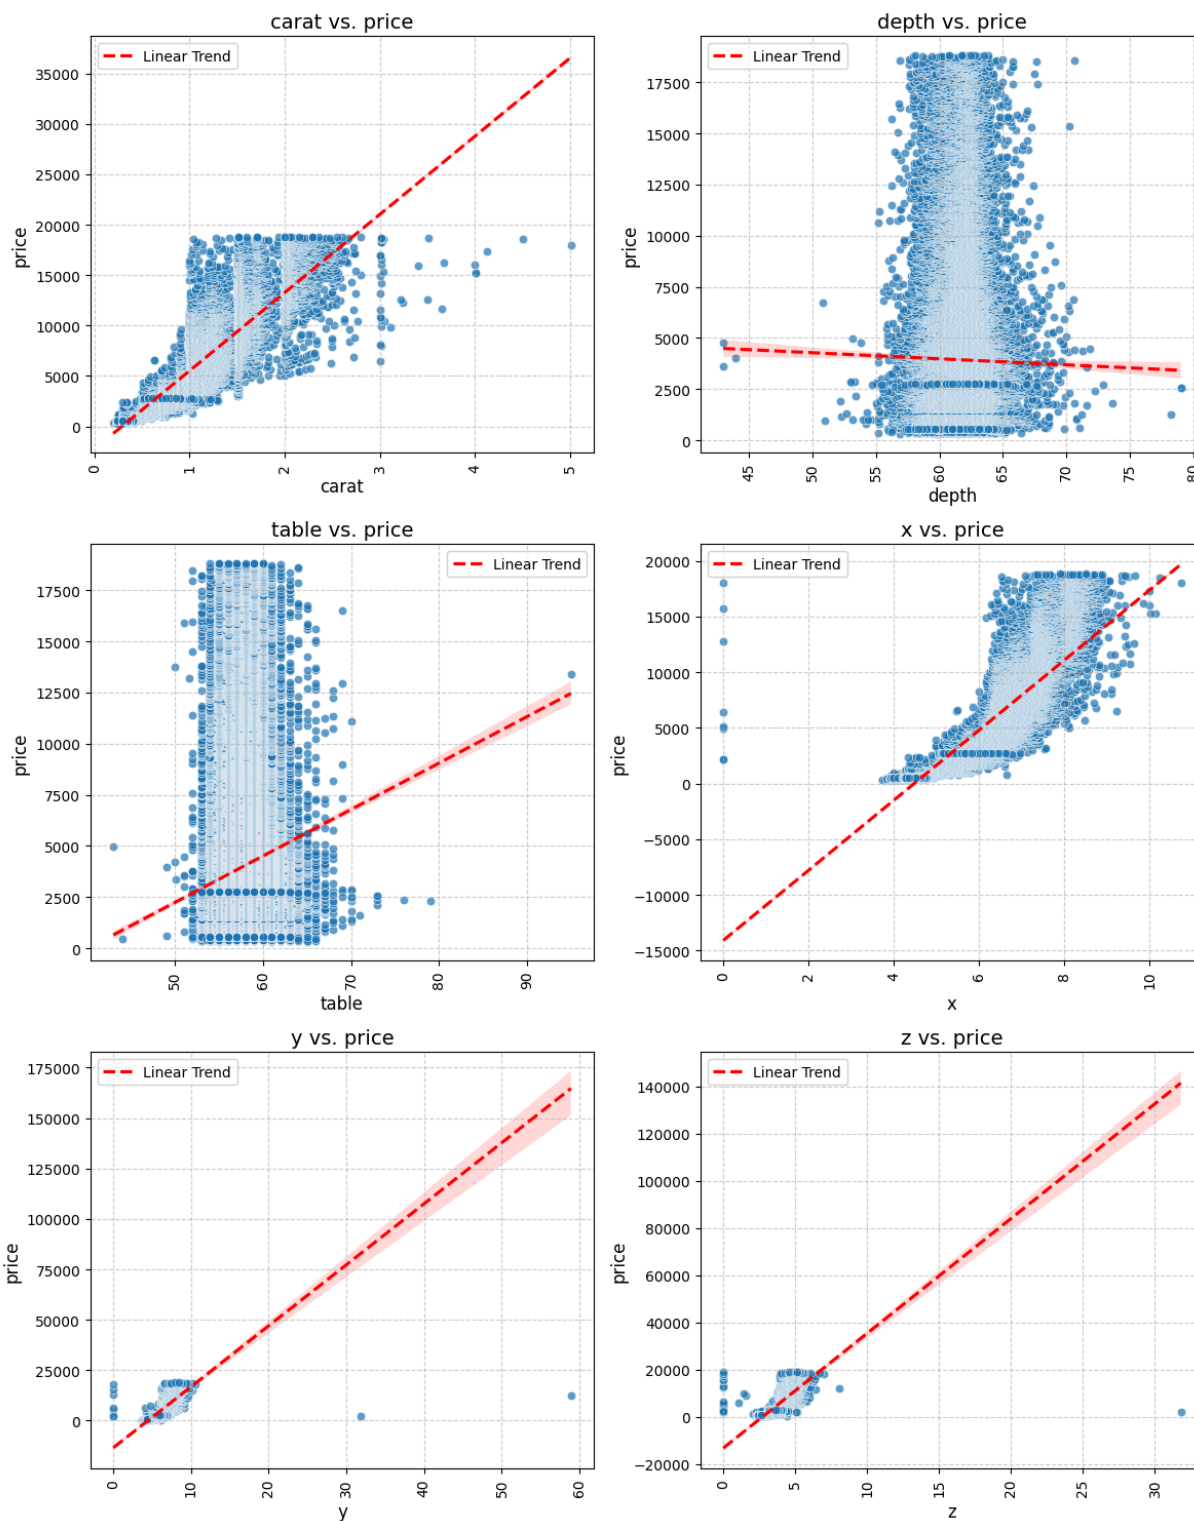 carat vs. price
Linear Trend
35000
30000
25000
20000
15000
10000
5000
0
price
0 1 2 3 4 5
carat
depth vs. price
Linear Trend
17500
15000
12500
10000
7500
5000
2500
0
price
45 50 55 60 65 70 75 80
depth
table vs. price
Linear Trend
17500
15000
12500
10000
7500
5000
2500
0
price
50 60 70 80 90
table
x vs. price
Linear Trend
20000
15000
10000
5000
0
−5000
−10000
−15000
price
0 2 4 6 8 10
x
y vs. price
Linear Trend
175000
150000
125000
100000
75000
50000
25000
0
price
0 10 20 30 40 50 60
y
z vs. price
Linear Trend
140000
120000
100000
80000
60000
40000
20000
0
−20000
price
0 5 10 15 20 25 30
z